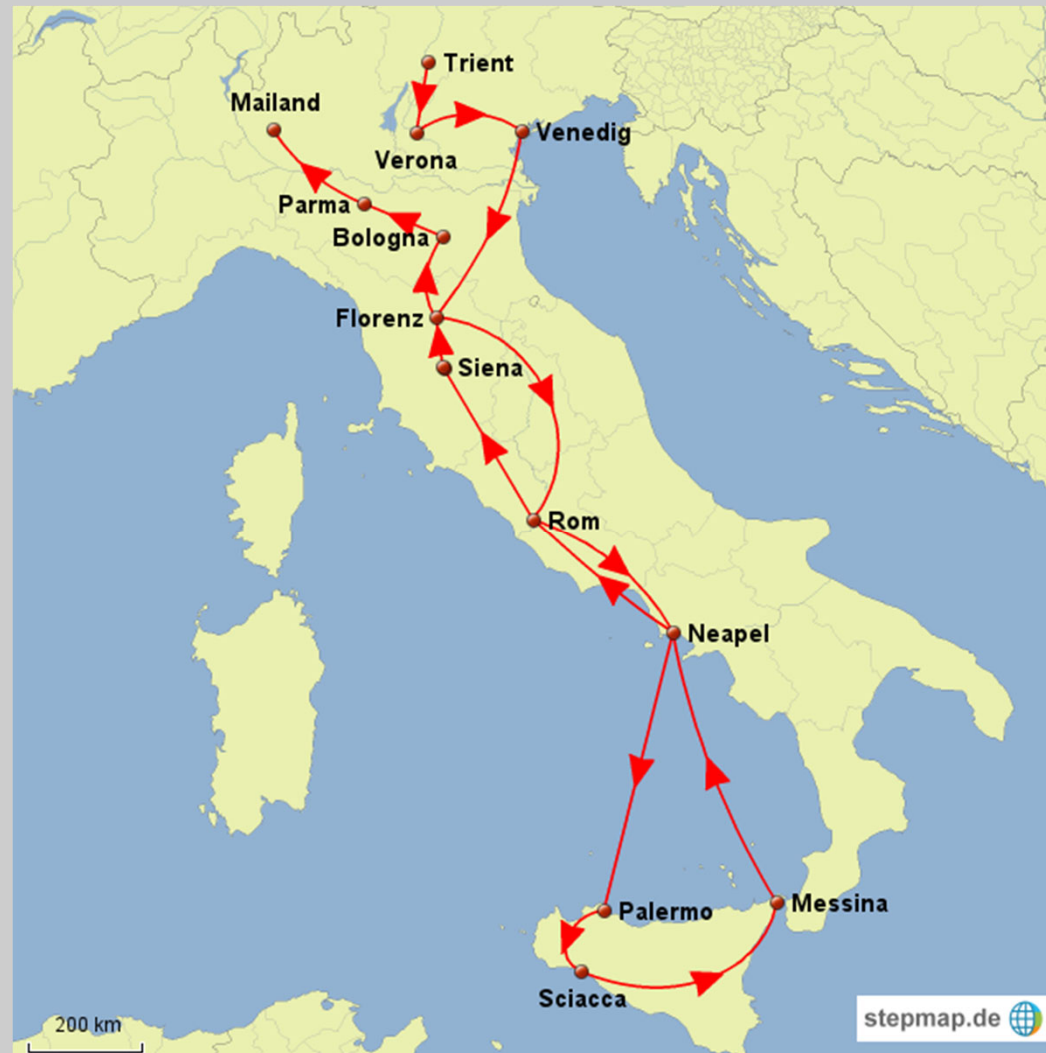 Trient
Mailand
Venedig
Verona
Parma
Bologna
Florenz
Siena
Rom
Neapel
Palermo
Messina
Sciacca
200 km
stepmap.de